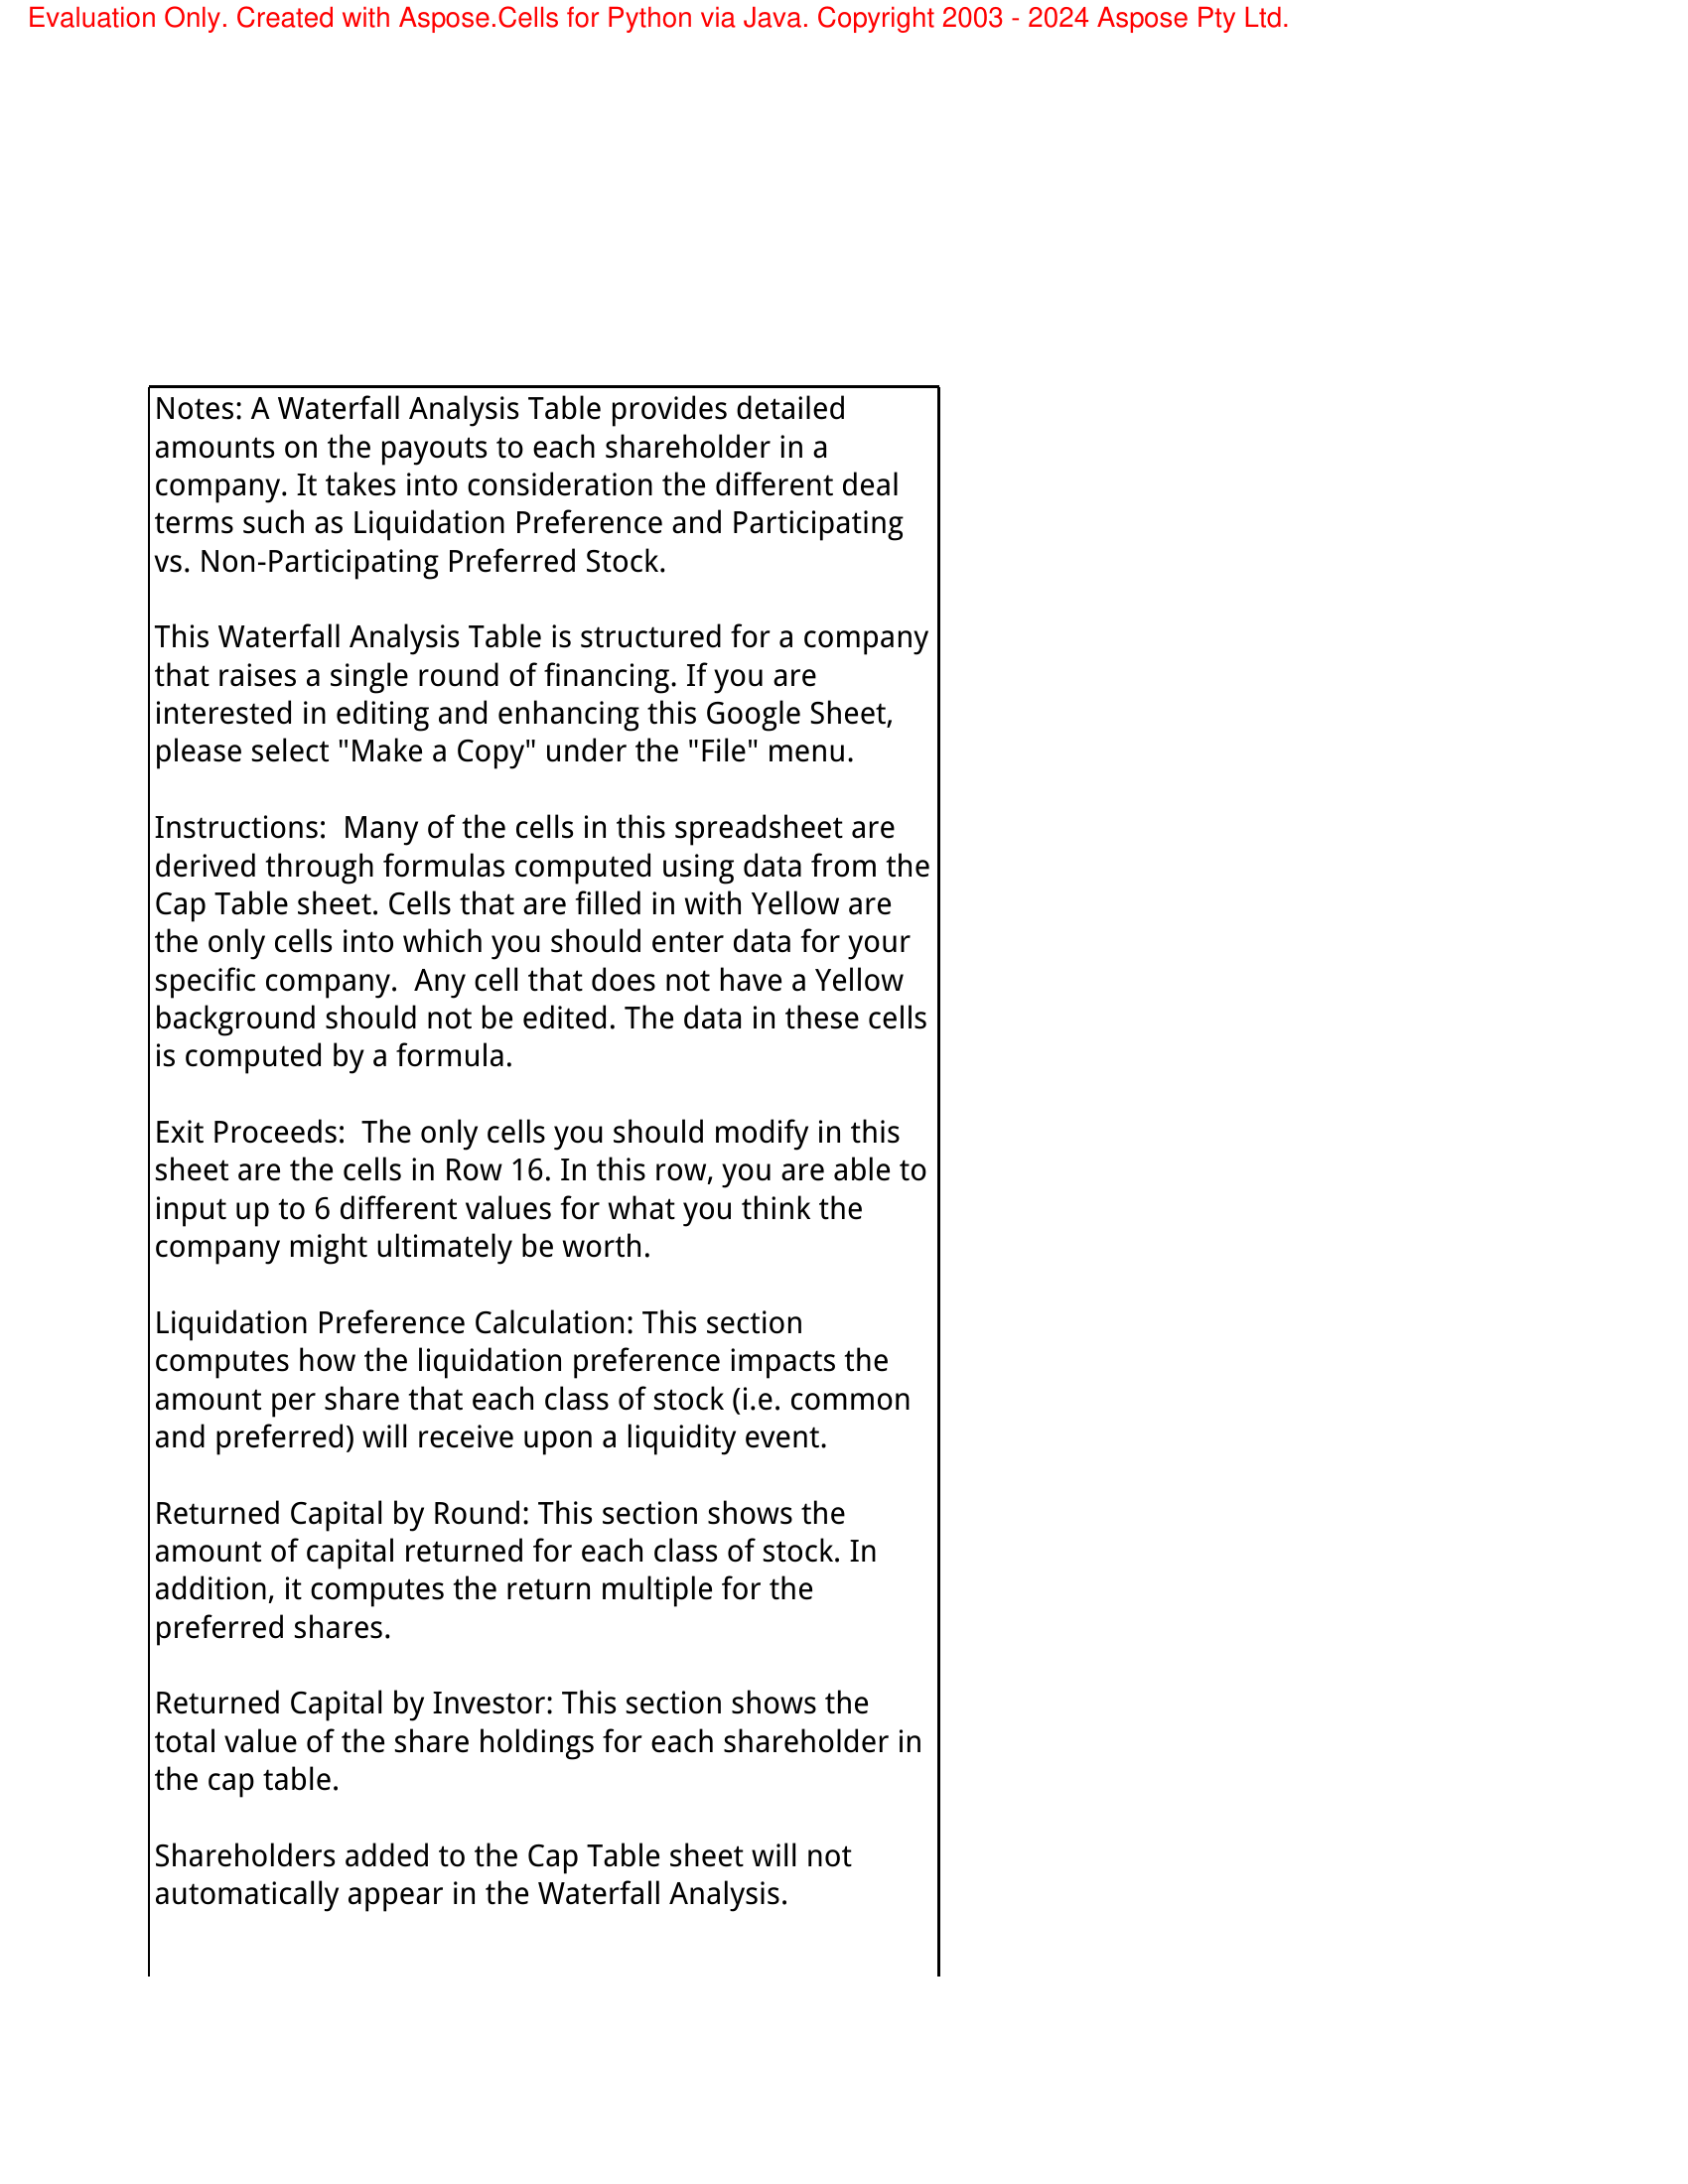 Evaluation Only. Created with Aspose.Cells for Python via Java. Copyright 2003 - 2024 Aspose Pty Ltd.
Notes: A Waterfall Analysis Table provides detailed
amounts on the payouts to each shareholder in a
company. It takes into consideration the different deal
terms such as Liquidation Preference and Participating
vs. Non-Participating Preferred Stock.
This Waterfall Analysis Table is structured for a company
that raises a single round of financing. If you are
interested in editing and enhancing this Google Sheet,
please select "Make a Copy" under the "File" menu.
Instructions:  Many of the cells in this spreadsheet are
derived through formulas computed using data from the
Cap Table sheet. Cells that are filled in with Yellow are
the only cells into which you should enter data for your
specific company.  Any cell that does not have a Yellow
background should not be edited. The data in these cells
is computed by a formula.
Exit Proceeds:  The only cells you should modify in this
sheet are the cells in Row 16. In this row, you are able to
input up to 6 different values for what you think the
company might ultimately be worth.
Liquidation Preference Calculation: This section
computes how the liquidation preference impacts the
amount per share that each class of stock (i.e. common
and preferred) will receive upon a liquidity event.
Returned Capital by Round: This section shows the
amount of capital returned for each class of stock. In
addition, it computes the return multiple for the
preferred shares.
Returned Capital by Investor: This section shows the
total value of the share holdings for each shareholder in
the cap table.
Shareholders added to the Cap Table sheet will not
automatically appear in the Waterfall Analysis.